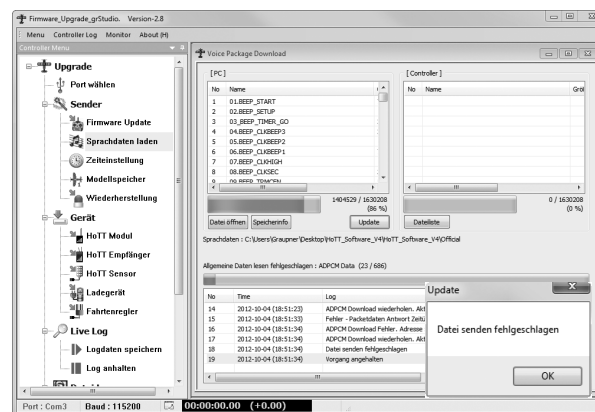 Firmware_Upgrade_grStudio. Version-2.8
Menu Controller Log Monitor About (H)
Controller Menu
Upgrade
Port wählen
Sender
Firmware Update
Sprachdaten laden
Zeiteinstellung
Modellspeicher
Wiederherstellung
Gerät
HoTT Modul
HoTT Empfänger
HoTT Sensor
Ladegerät
Fahrtenregler
Live Log
Logdaten speichern
Log anhalten
Voice Package Download
[ PC ]
No Name
1 01.BEEP_START
2 02.BEEP_SETUP
3 03_BEEP_TIMER_GO
4 04.BEEP_CLKBEEP3
5 05.BEEP_CLKBEEP2
6 06.BEEP_CLKBEEP1
7 07.BEEP_CLKHIGH
8 08.BEEP_CLKSEC
1404529 / 1630208
(86 %)
Datei öffnen Speicherinfo Update
[ Controller ]
No Name Größ
0 / 1630208
(0 %)
Dateiliste
Sprachdaten : C:\Users\Graupner\Desktop\HoTT_Software_V4\HoTT_Software_V4\Official
Allgemeine Daten lesen fehlgeschlagen : ADPCM Data (23 / 686)
No Time Log
14 2012-10-04 (18:51:23) ADPCM Download wiederholen. Akt
15 2012-10-04 (18:51:33) Fehler - Packetdaten Antwort Zeitü
16 2012-10-04 (18:51:34) ADPCM Download Fehler. Adresse
17 2012-10-04 (18:51:34) ADPCM Download wiederholen. Akt
18 2012-10-04 (18:51:34) Datei senden fehlgeschlagen
19 2012-10-04 (18:51:34) Vorgang angehalten
Update
Datei senden fehlgeschlagen
OK
Port : Com3 Baud : 115200 00:00:00.00 (+0.00)